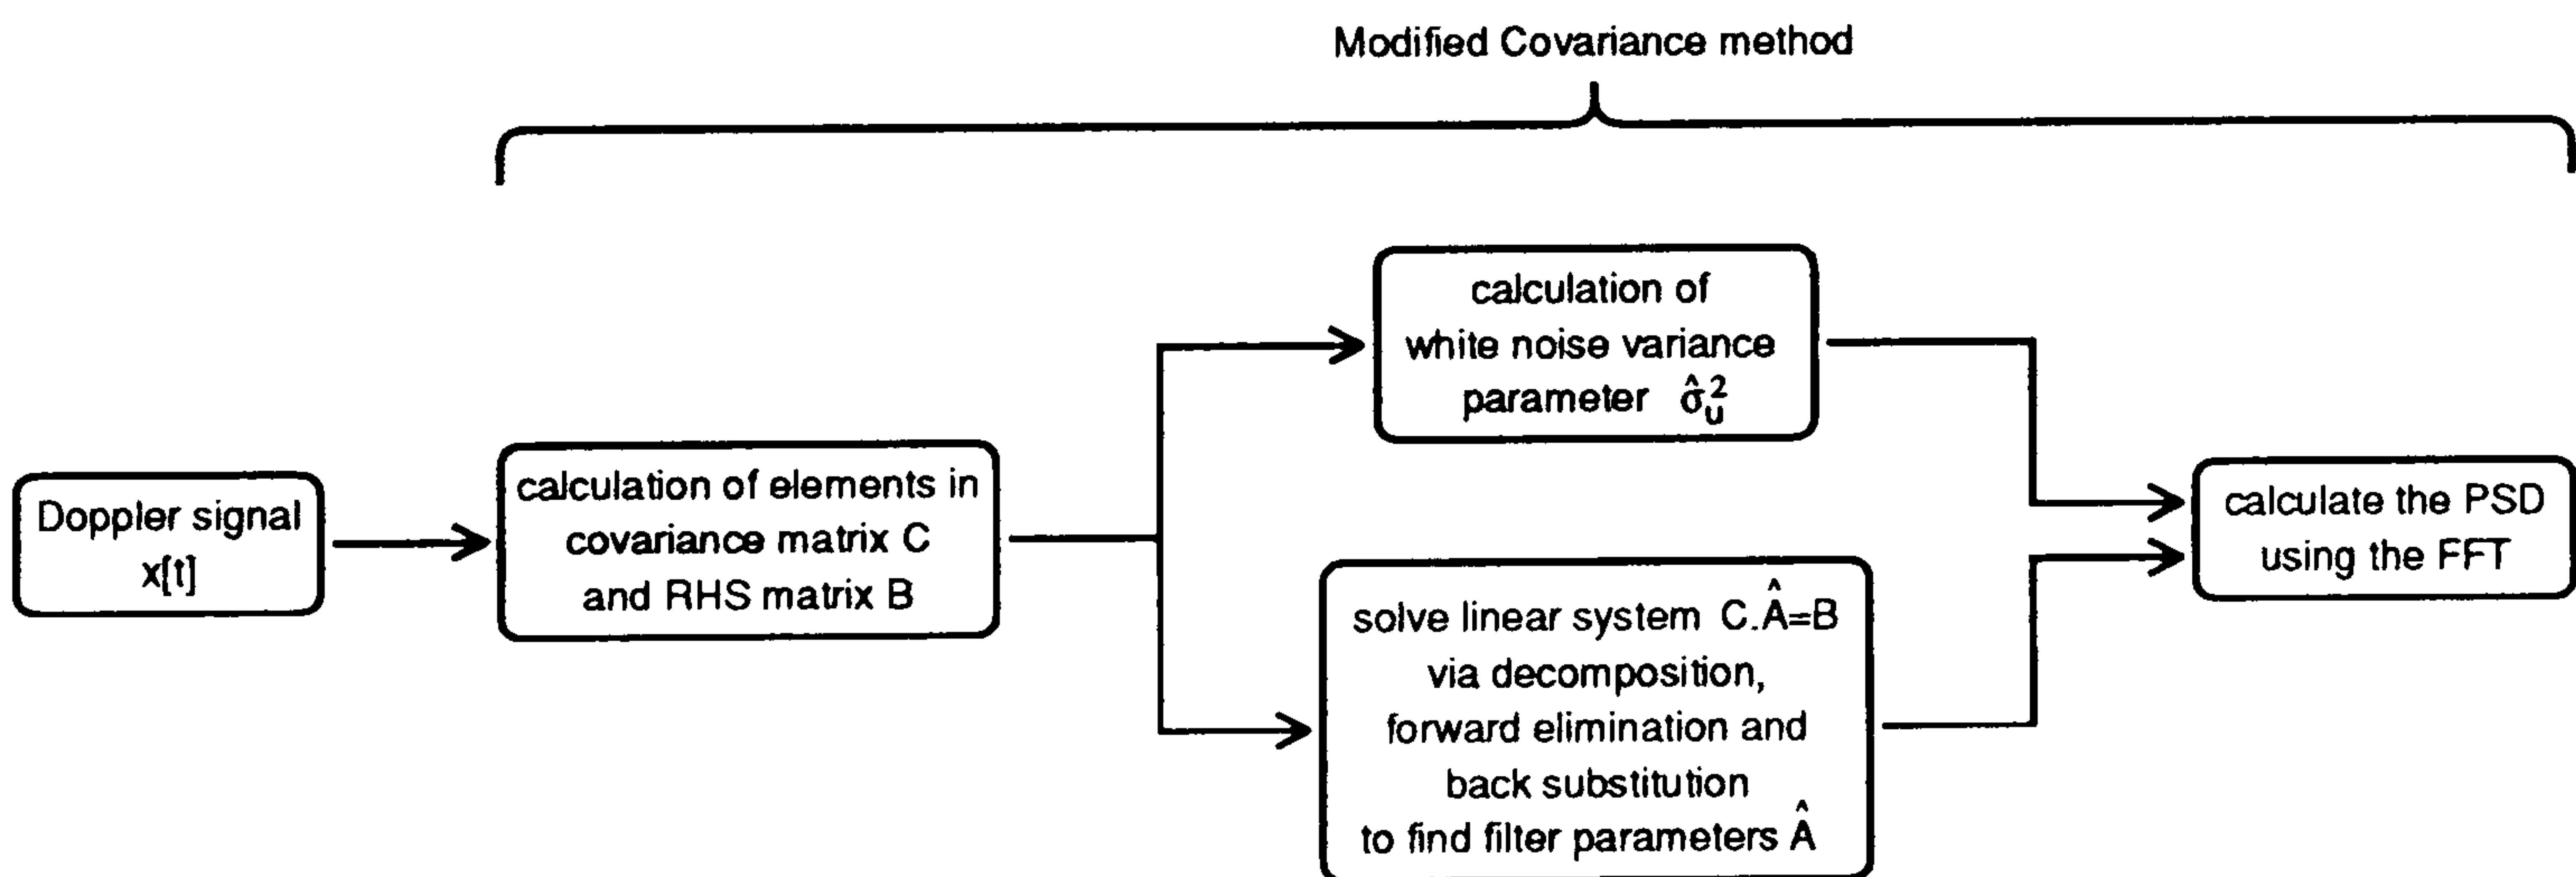 Modified Covariance method
Doppler signal
x[t]
calculation of elements in
covariance matrix C
and RHS matrix B
calculation of
white noise variance
parameter σ̂²ᵤ
solve linear system C.Â=B
via decomposition,
forward elimination and
back substitution
to find filter parameters Â
calculate the PSD
using the FFT